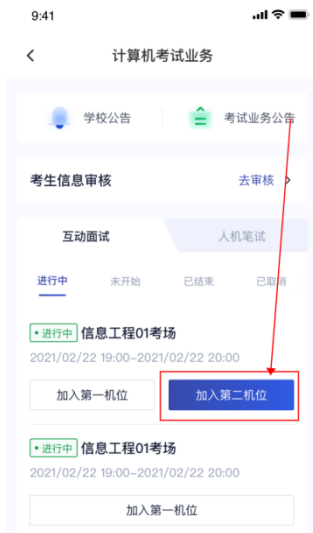 9:41
计算机考试业务
学校公告 考试业务公告
考生信息审核 去审核
互动面试 人机笔试
进行中 未开始 已结束 已取消
•进行中 信息工程01考场
2021/02/22 19:00-2021/02/22 20:00
加入第一机位 加入第二机位
•进行中 信息工程01考场
2021/02/22 19:00-2021/02/22 20:00
加入第一机位